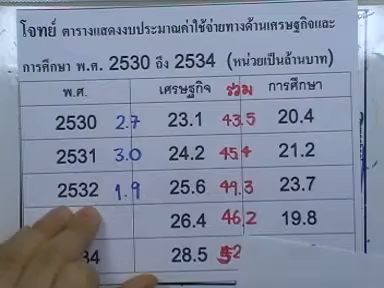 โจทย์ ตารางแสดงงบประมาณค่าใช้จ่ายทางด้านเศรษฐกิจและ
การศึกษา พ.ศ. 2530 ถึง 2534 (หน่วยเป็นล้านบาท)
พ.ศ. เศรษฐกิจ รวม การศึกษา
2530 2.7 23.1 43.5 20.4
2531 3.0 24.2 45.4 21.2
2532 1.9 25.6 49.3 23.7
26.4 46.2 19.8
34 28.5 52